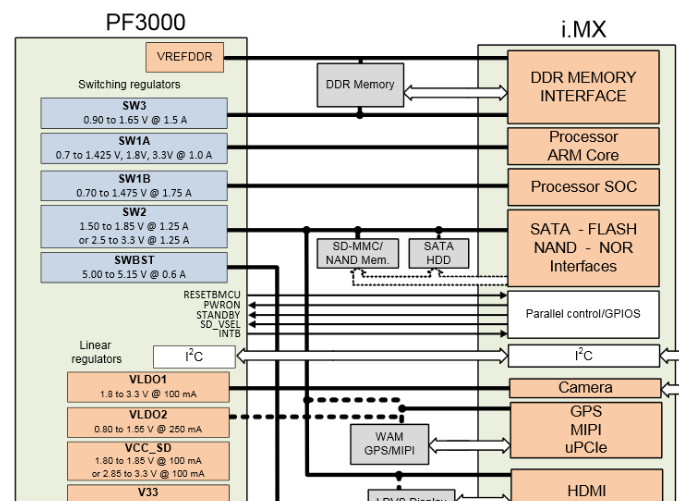 PF3000
i.MX
VREFDDR
Switching regulators
SW3
0.90 to 1.65 V @ 1.5 A
SW1A
0.7 to 1.425 V, 1.8V, 3.3V @ 1.0 A
SW1B
0.70 to 1.475 V @ 1.75 A
SW2
1.50 to 1.85 V @ 1.25 A
or 2.5 to 3.3 V @ 1.25 A
SWBST
5.00 to 5.15 V @ 0.6 A
RESETBMCU
PWRON
STANDBY
SD_VSEL
INTB
Linear
regulators
I²C
VLDO1
1.8 to 3.3 V @ 100 mA
VLDO2
0.80 to 1.55 V @ 250 mA
VCC_SD
1.80 to 1.85 V @ 100 mA
or 2.85 to 3.3 V @ 100 mA
V33
DDR Memory
SD-MMC/
NAND Mem.
SATA
HDD
WAM
GPS/MIPI
LDVS Display
DDR MEMORY
INTERFACE
Processor
ARM Core
Processor SOC
SATA - FLASH
NAND - NOR
Interfaces
Parallel control/GPIOS
I²C
Camera
GPS
MIPI
uPCIe
HDMI